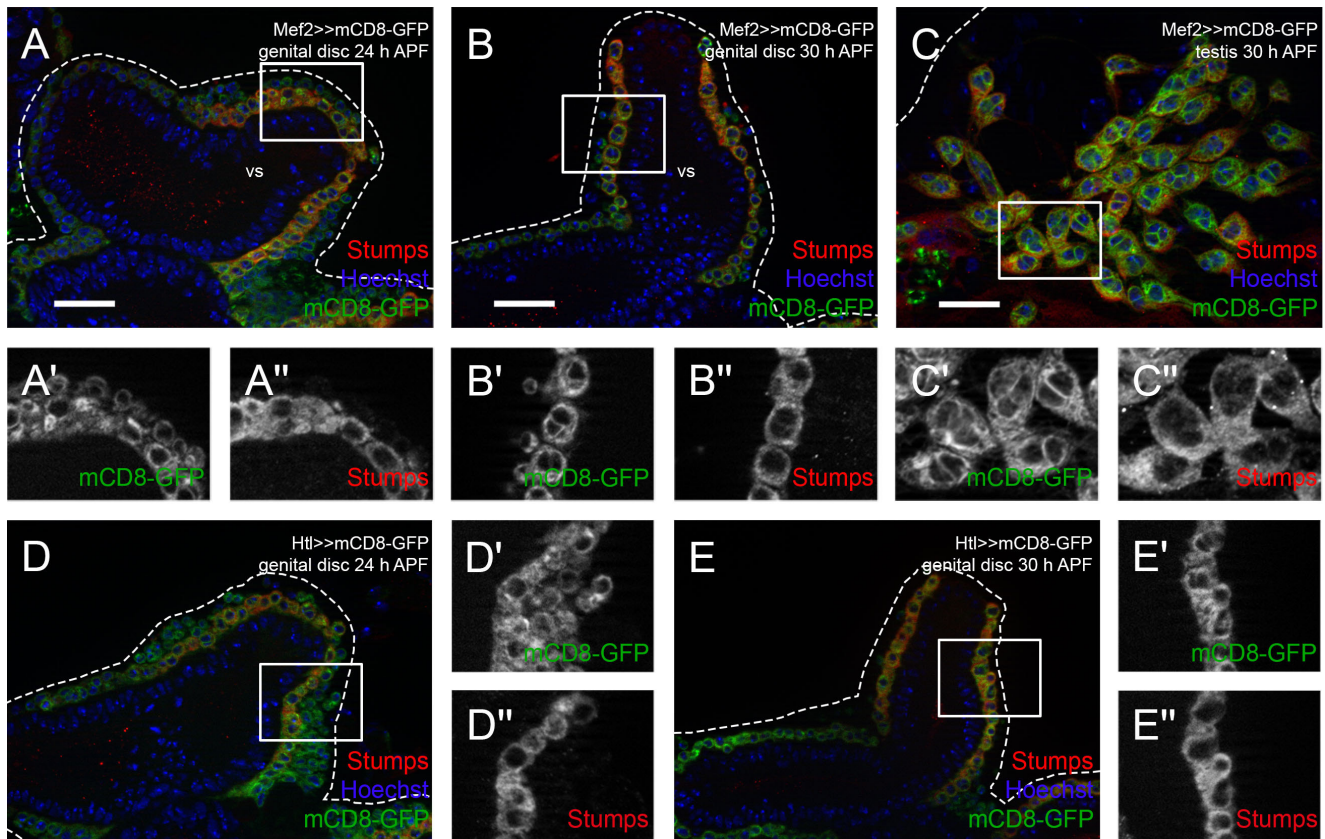 A
Mef2>>mCD8-GFP
genital disc 24 h APF
vs
Stumps
Hoechst
mCD8-GFP
B
Mef2>>mCD8-GFP
genital disc 30 h APF
vs
Stumps
Hoechst
mCD8-GFP
C
Mef2>>mCD8-GFP
testis 30 h APF
Stumps
Hoechst
mCD8-GFP
A'
mCD8-GFP
A"
Stumps
B'
mCD8-GFP
B"
Stumps
C'
mCD8-GFP
C"
Stumps
D
Htl>>mCD8-GFP
genital disc 24 h APF
Stumps
Hoechst
mCD8-GFP
D'
mCD8-GFP
D"
Stumps
E
Htl>>mCD8-GFP
genital disc 30 h APF
Stumps
Hoechst
mCD8-GFP
E'
mCD8-GFP
E"
Stumps